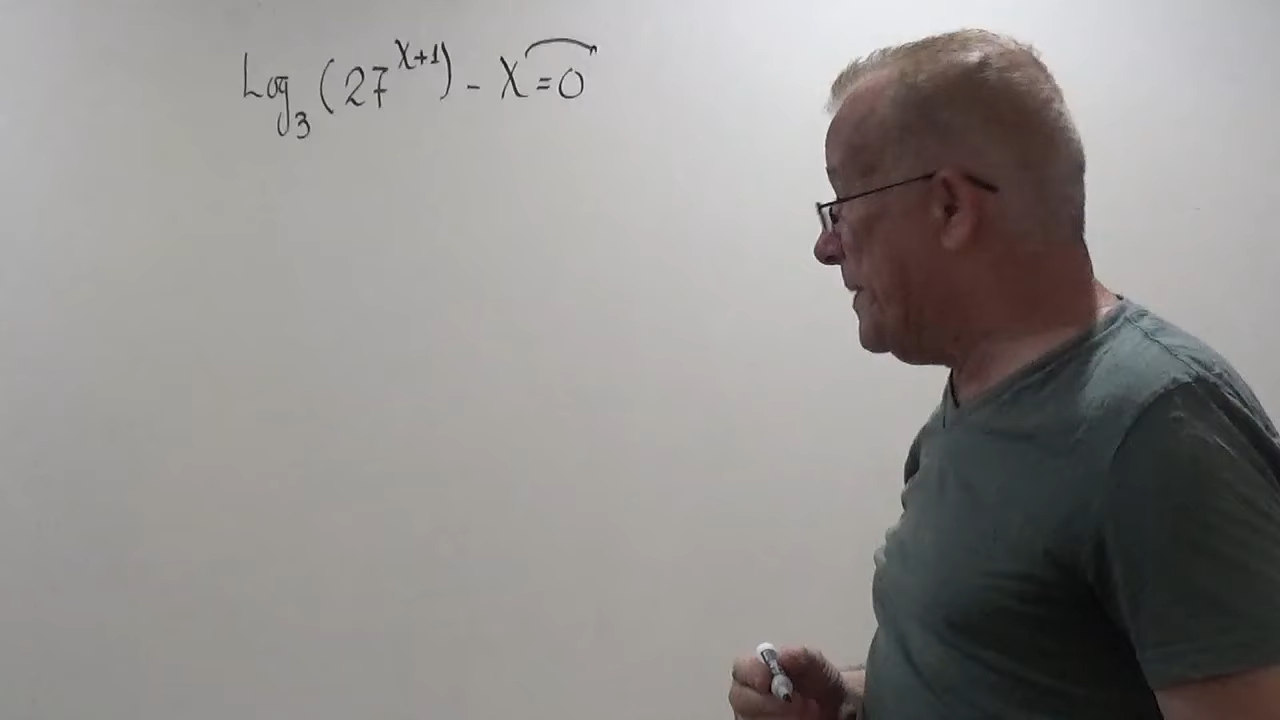 Log₃(27^(X+1)) - X = 0